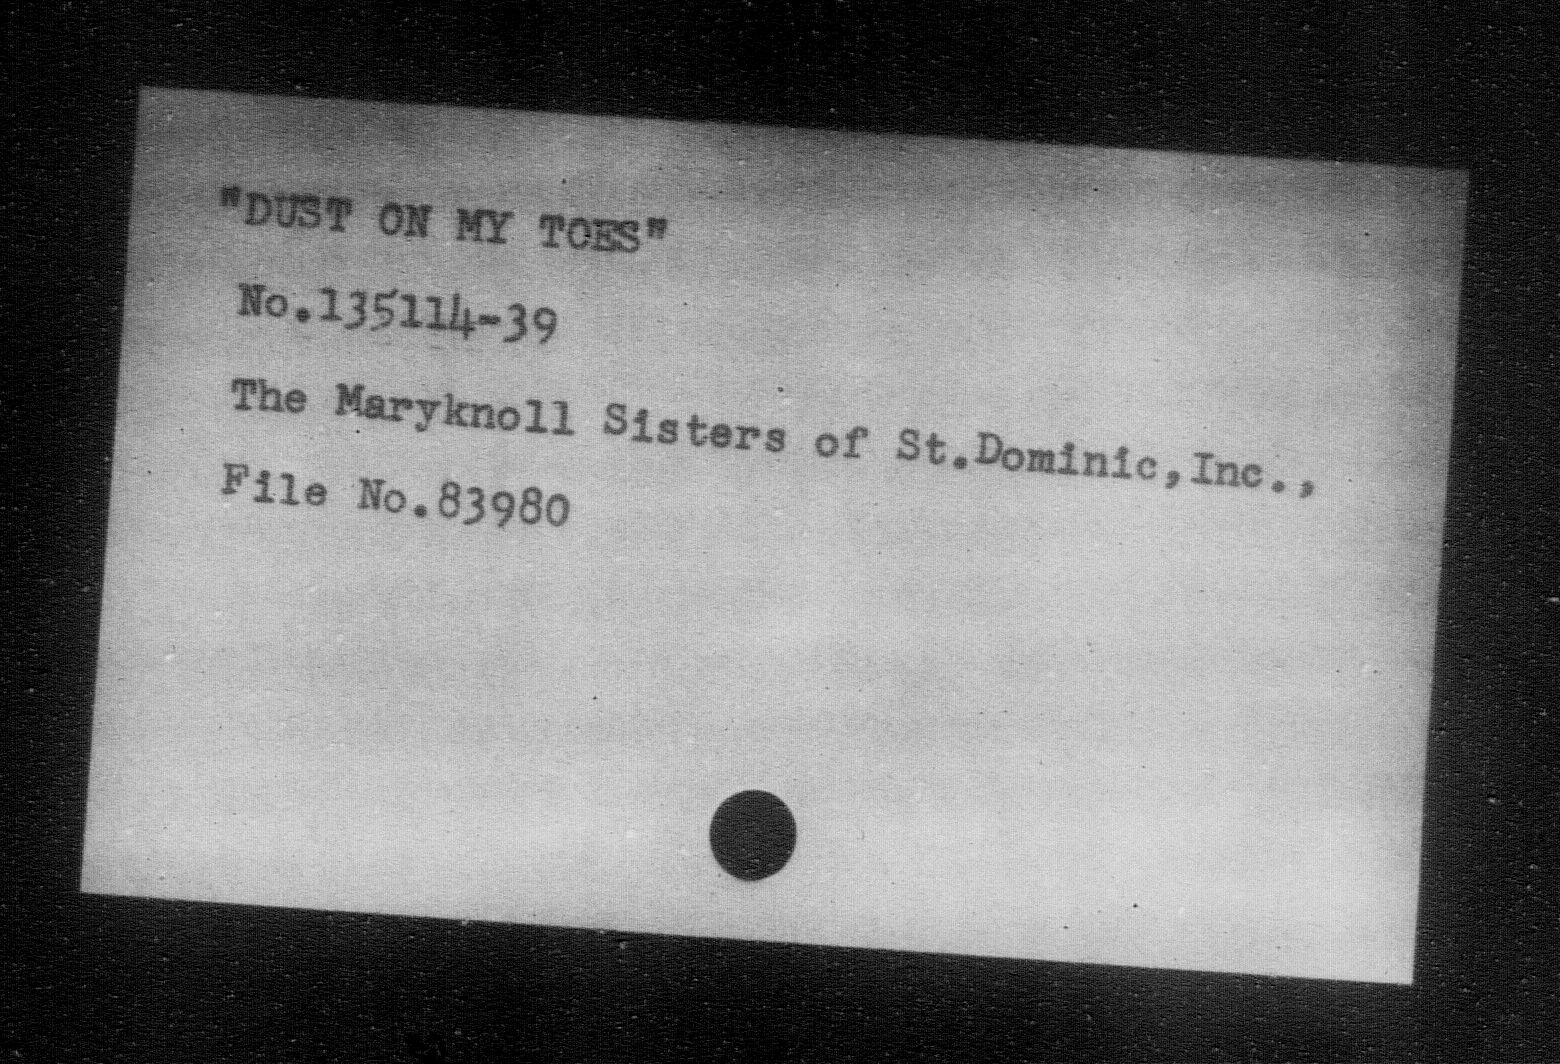 "DUST ON MY TOES"
No.135114-39
The Maryknoll Sisters of St.Dominic,Inc.,
File No.83980